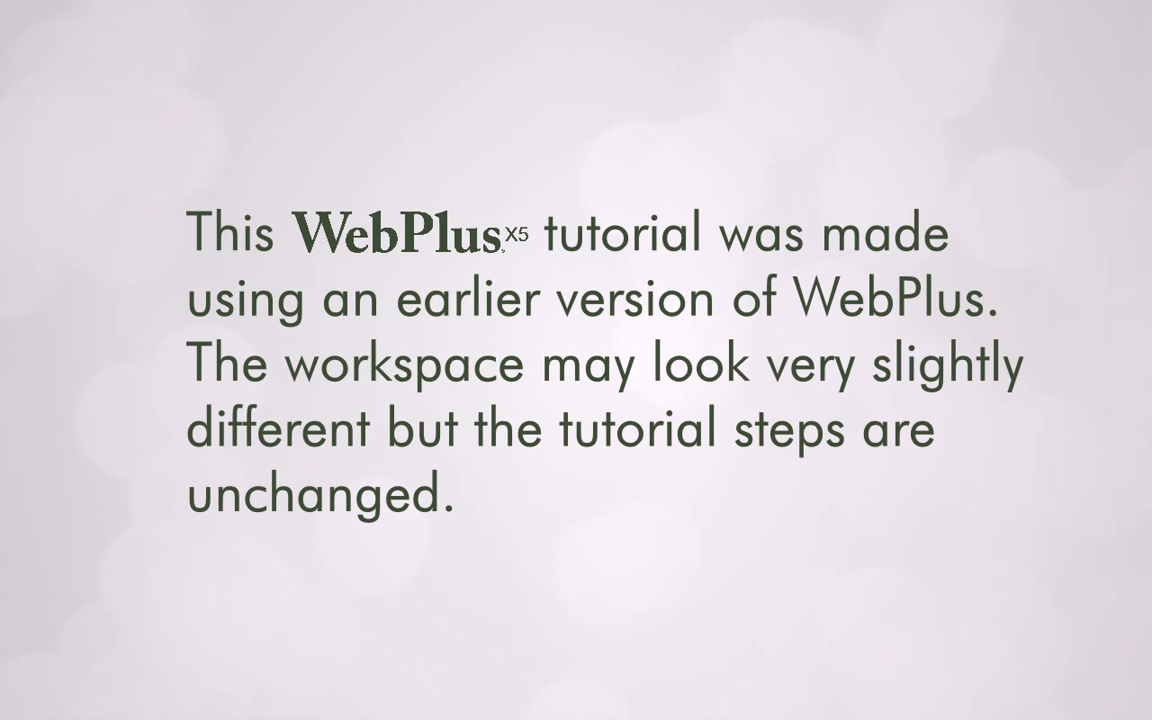 This WebPlus X5 tutorial was made
using an earlier version of WebPlus.
The workspace may look very slightly
different but the tutorial steps are
unchanged.